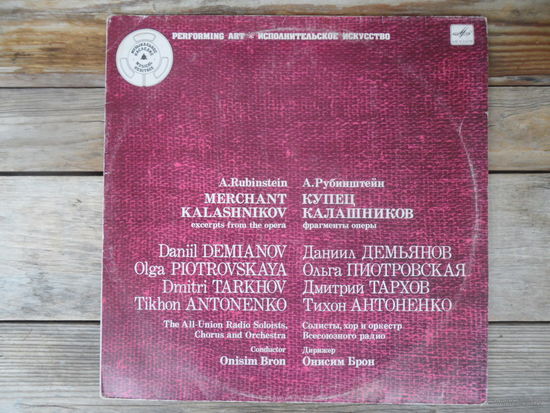 PERFORMING ART • ИСПОЛНИТЕЛЬСКОЕ ИСКУССТВО
A.Rubinstein
MERCHANT
KALASHNIKOV
excerpts from the opera
Daniil DEMIANOV
Olga PIOTROVSKAYA
Dmitri TARKHOV
Tikhon ANTONENKO
The All-Union Radio Soloists,
Chorus and Orchestra
Conductor
Onisim Bron
А.Рубинштейн
КУПЕЦ
КАЛАШНИКОВ
фрагменты оперы
Даниил ДЕМЬЯНОВ
Ольга ПИОТРОВСКАЯ
Дмитрий ТАРХОВ
Тихон АНТОНЕНКО
Солисты, хор и оркестр
Всесоюзного радио
Дирижер
Онисим Брон